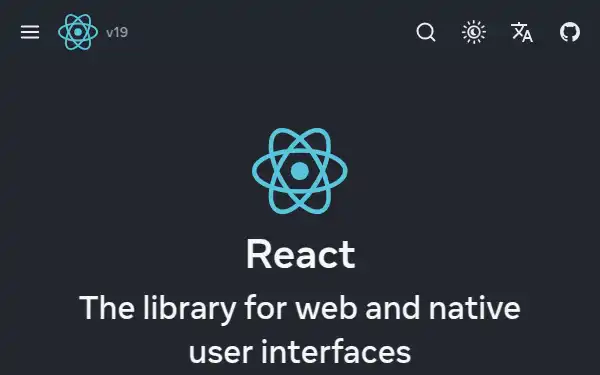 v19
React
The library for web and native
user interfaces